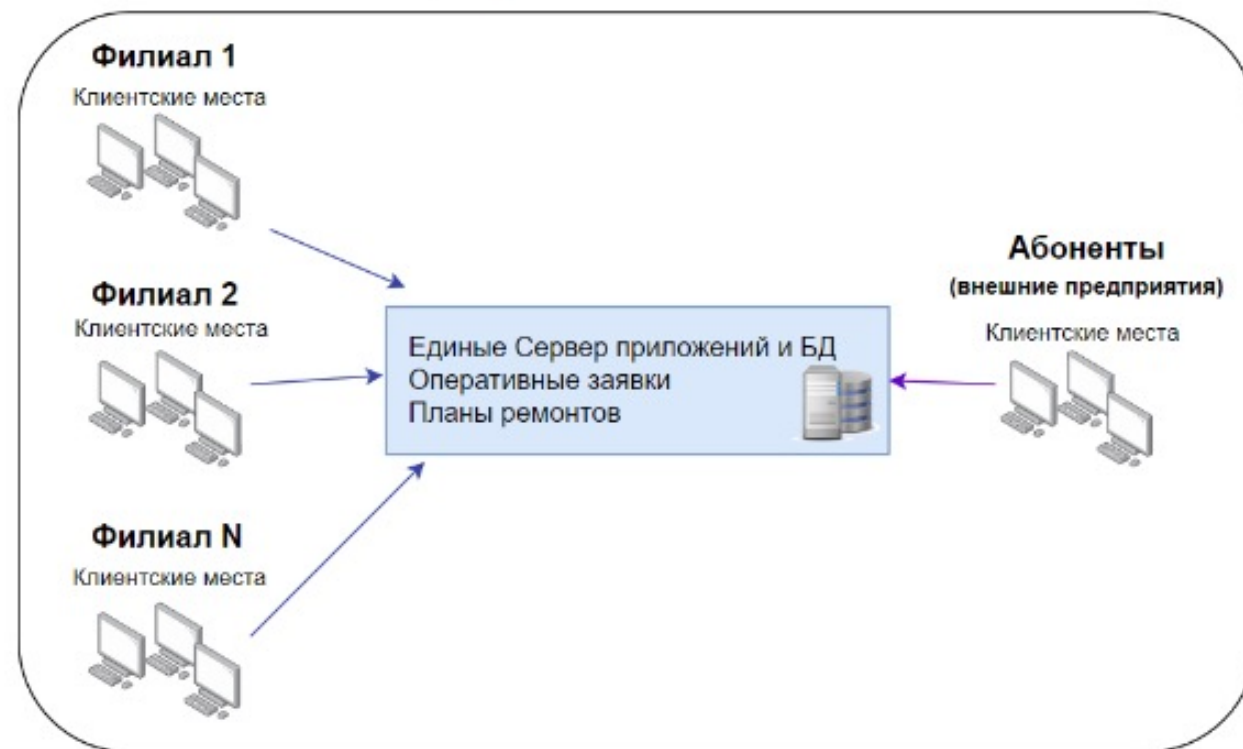 Филиал 1
Клиентские места
Филиал 2
Клиентские места
Филиал N
Клиентские места
Единые Сервер приложений и БД
Оперативные заявки
Планы ремонтов
Абоненты
(внешние предприятия)
Клиентские места